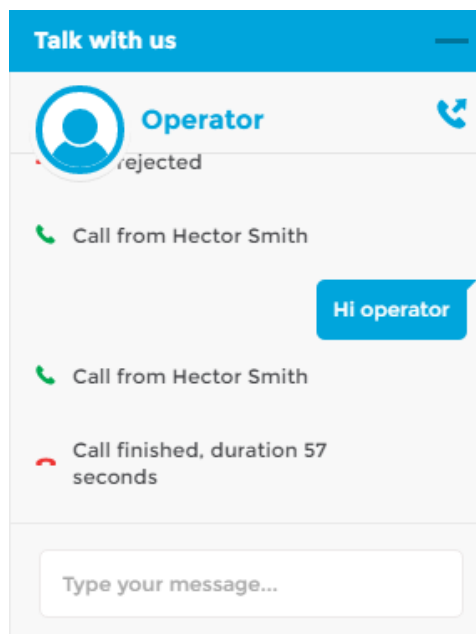 Talk with us
Operator
rejected
Call from Hector Smith
Hi operator
Call from Hector Smith
Call finished, duration 57
seconds
Type your message...